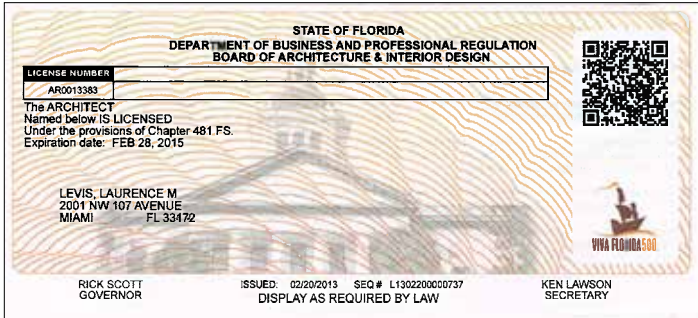 STATE OF FLORIDA
DEPARTMENT OF BUSINESS AND PROFESSIONAL REGULATION
BOARD OF ARCHITECTURE & INTERIOR DESIGN
LICENSE NUMBER
AR0013383
The ARCHITECT
Named below IS LICENSED
Under the provisions of Chapter 481 FS.
Expiration date: FEB 28, 2015
LEVIS, LAURENCE M
2001 NW 107 AVENUE
MIAMI FL 33172
VIVA FLORIDA 500
RICK SCOTT
GOVERNOR
ISSUED: 02/20/2013 SEQ # L1302200000737
DISPLAY AS REQUIRED BY LAW
KEN LAWSON
SECRETARY